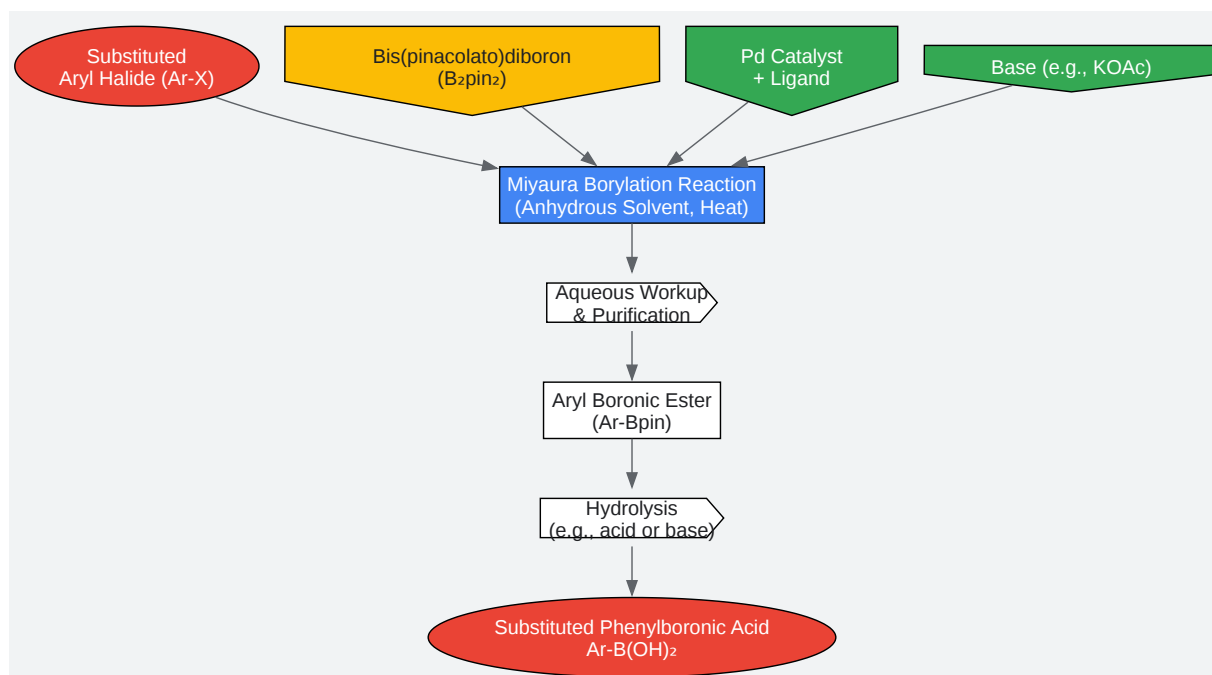 Substituted
Aryl Halide (Ar-X)
Bis(pinacolato)diboron
(B₂pin₂)
Pd Catalyst
+ Ligand
Base (e.g., KOAc)
Miyaura Borylation Reaction
(Anhydrous Solvent, Heat)
Aqueous Workup
& Purification
Aryl Boronic Ester
(Ar-Bpin)
Hydrolysis
(e.g., acid or base)
Substituted Phenylboronic Acid
Ar-B(OH)₂